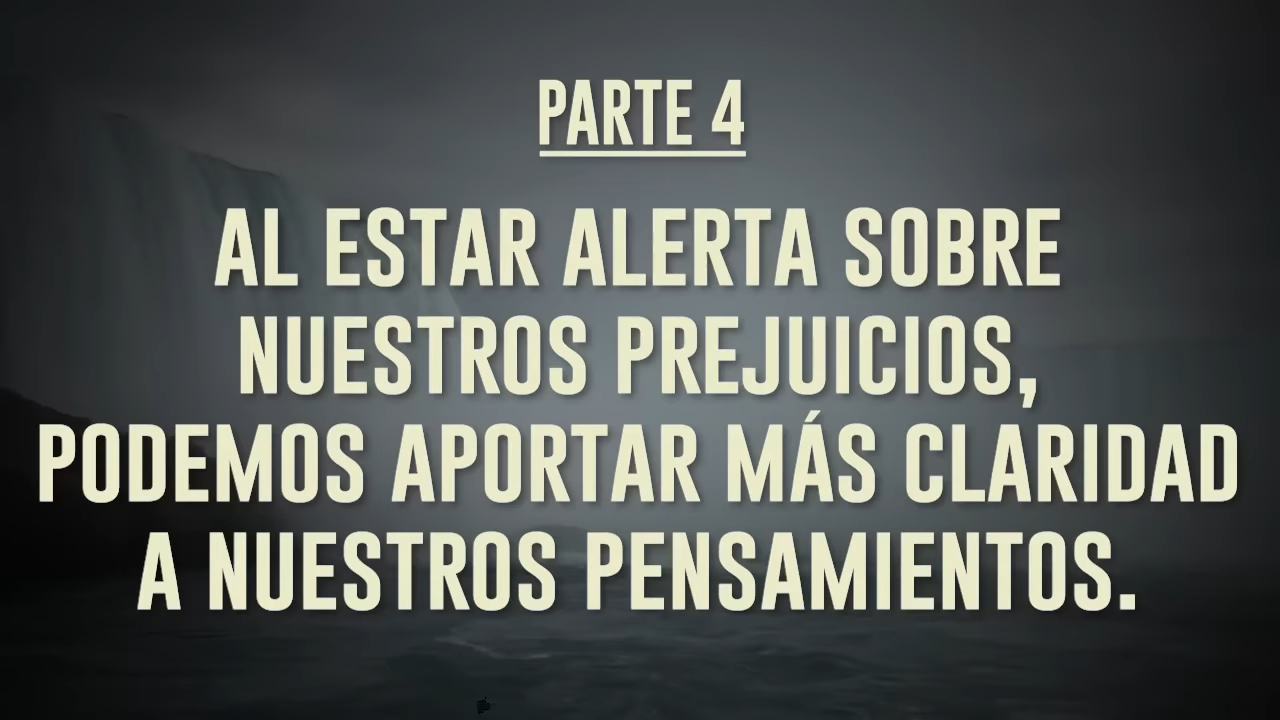 PARTE 4
AL ESTAR ALERTA SOBRE
NUESTROS PREJUICIOS,
PODEMOS APORTAR MÁS CLARIDAD
A NUESTROS PENSAMIENTOS.